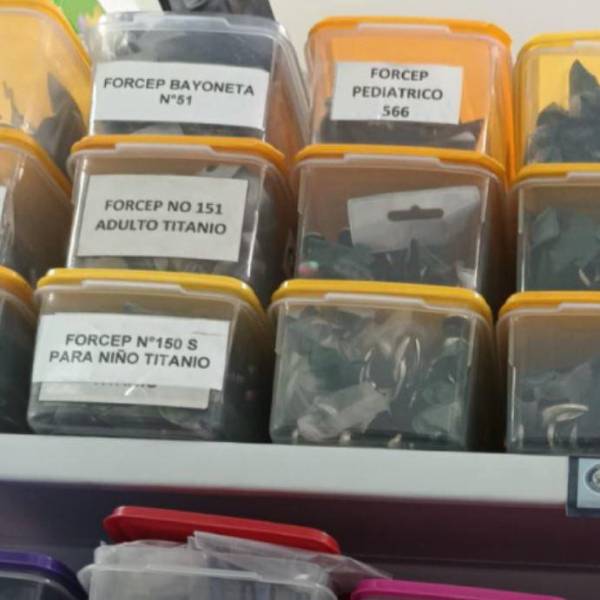 FORCEP BAYONETA
N°51
FORCEP
PEDIATRICO
566
FORCEP NO 151
ADULTO TITANIO
FORCEP N°150 S
PARA NIÑO TITANIO